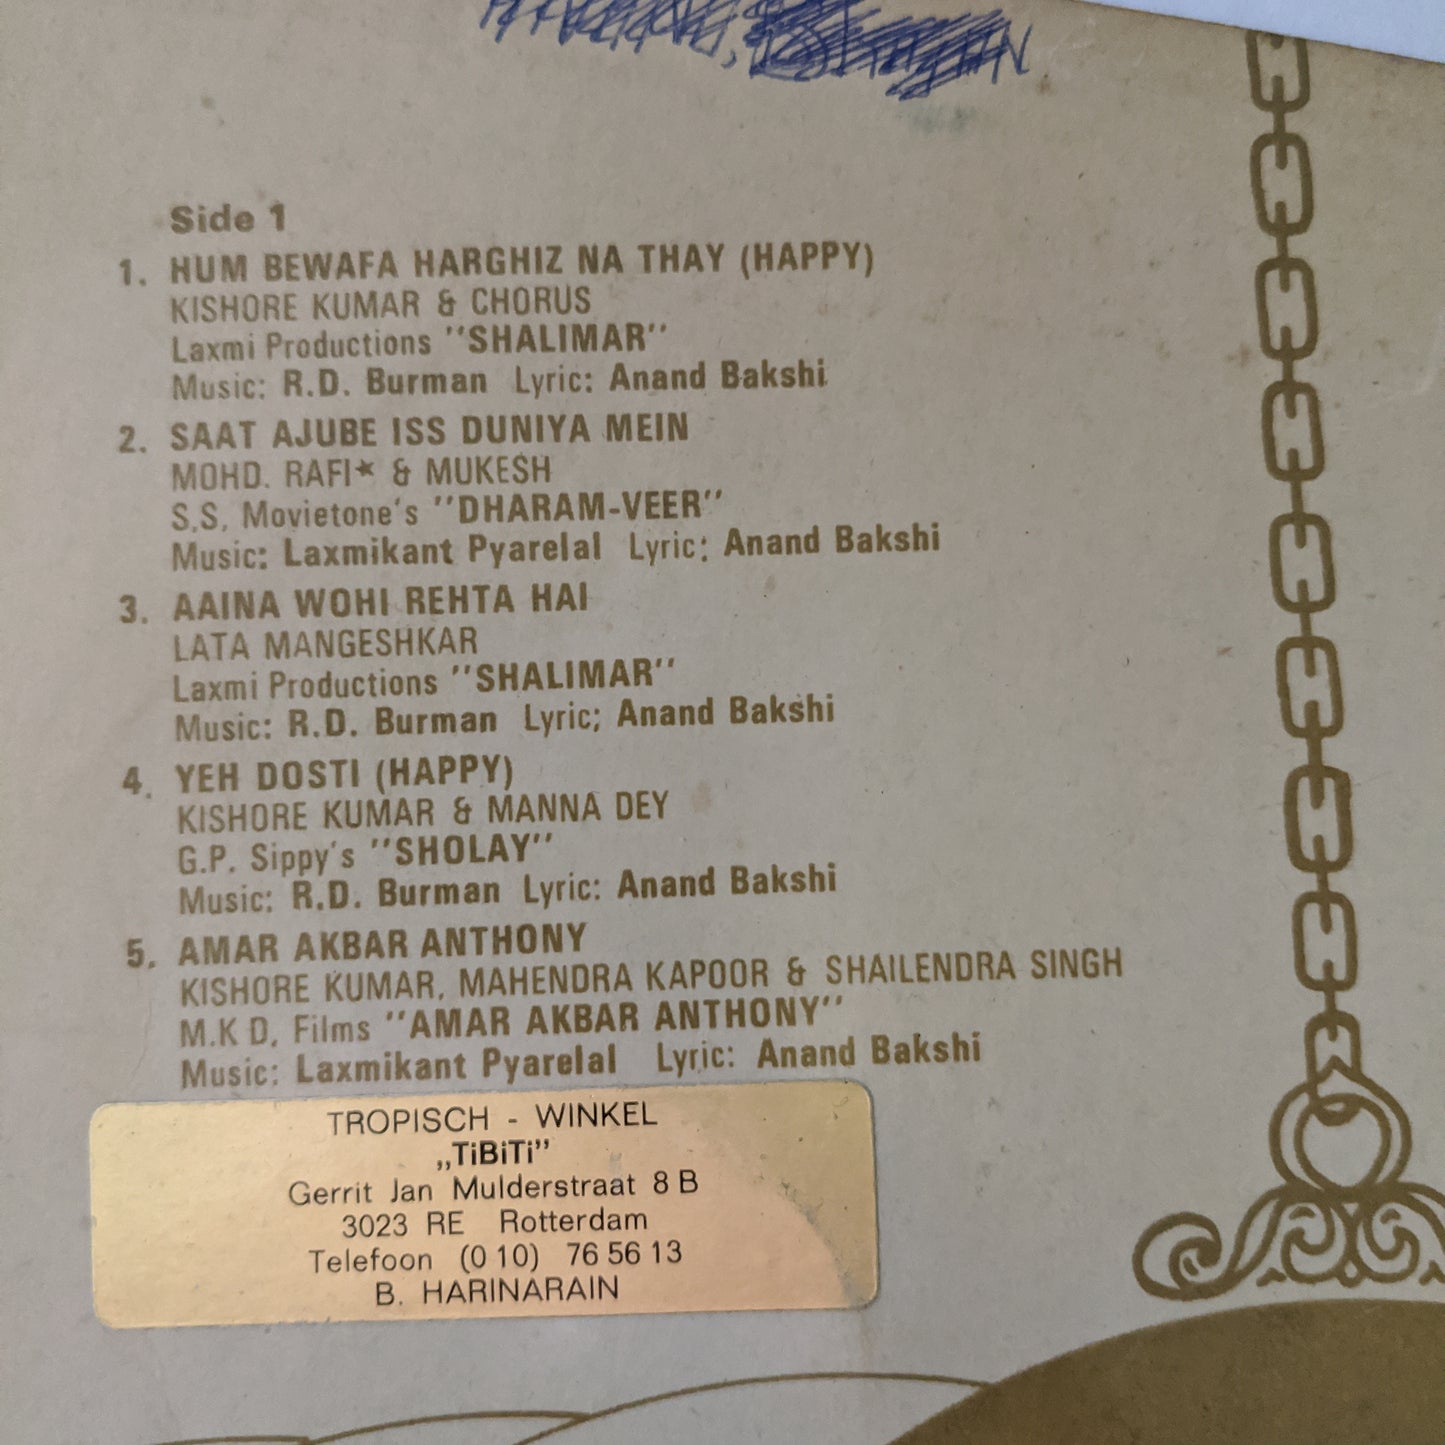 Side 1
1. HUM BEWAFA HARGHIZ NA THAY (HAPPY)
KISHORE KUMAR & CHORUS
Laxmi Productions "SHALIMAR"
Music: R.D. Burman Lyric: Anand Bakshi
2. SAAT AJUBE ISS DUNIYA MEIN
MOHD. RAFI★ & MUKESH
S.S. Movietone's "DHARAM-VEER"
Music: Laxmikant Pyarelal Lyric: Anand Bakshi
3. AAINA WOHI REHTA HAI
LATA MANGESHKAR
Laxmi Productions "SHALIMAR"
Music: R.D. Burman Lyric; Anand Bakshi
4. YEH DOSTI (HAPPY)
KISHORE KUMAR & MANNA DEY
G.P. Sippy's "SHOLAY"
Music: R.D. Burman Lyric: Anand Bakshi
5. AMAR AKBAR ANTHONY
KISHORE KUMAR, MAHENDRA KAPOOR & SHAILENDRA SINGH
M.K D. Films "AMAR AKBAR ANTHONY"
Music: Laxmikant Pyarelal Lyric: Anand Bakshi
TROPISCH - WINKEL
„TiBiTi”
Gerrit Jan Mulderstraat 8 B
3023 RE Rotterdam
Telefoon (0 10) 76 56 13
B. HARINARAIN